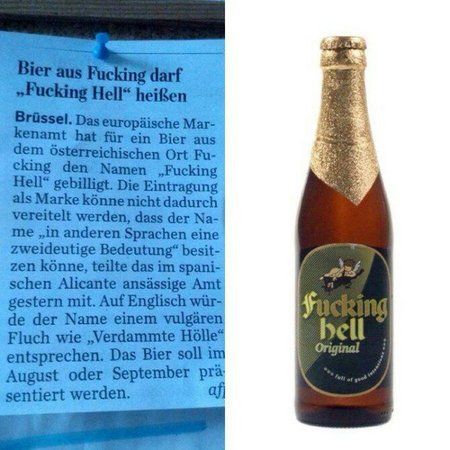 Bier aus Fucking darf
„Fucking Hell“ heißen
Brüssel. Das europäische Mar-
kenamt hat für ein Bier aus
dem österreichischen Ort Fu-
cking den Namen „Fucking
Hell“ gebilligt. Die Eintragung
als Marke könne nicht dadurch
vereitelt werden, dass der Na-
me „in anderen Sprachen eine
zweideutige Bedeutung“ besit-
zen könne, teilte das im spani-
schen Alicante ansässige Amt
gestern mit. Auf Englisch wür-
de der Name einem vulgären
Fluch wie „Verdammte Hölle“
entsprechen. Das Bier soll im
August oder September prä-
sentiert werden. afp
Fucking
hell
Original
full of good